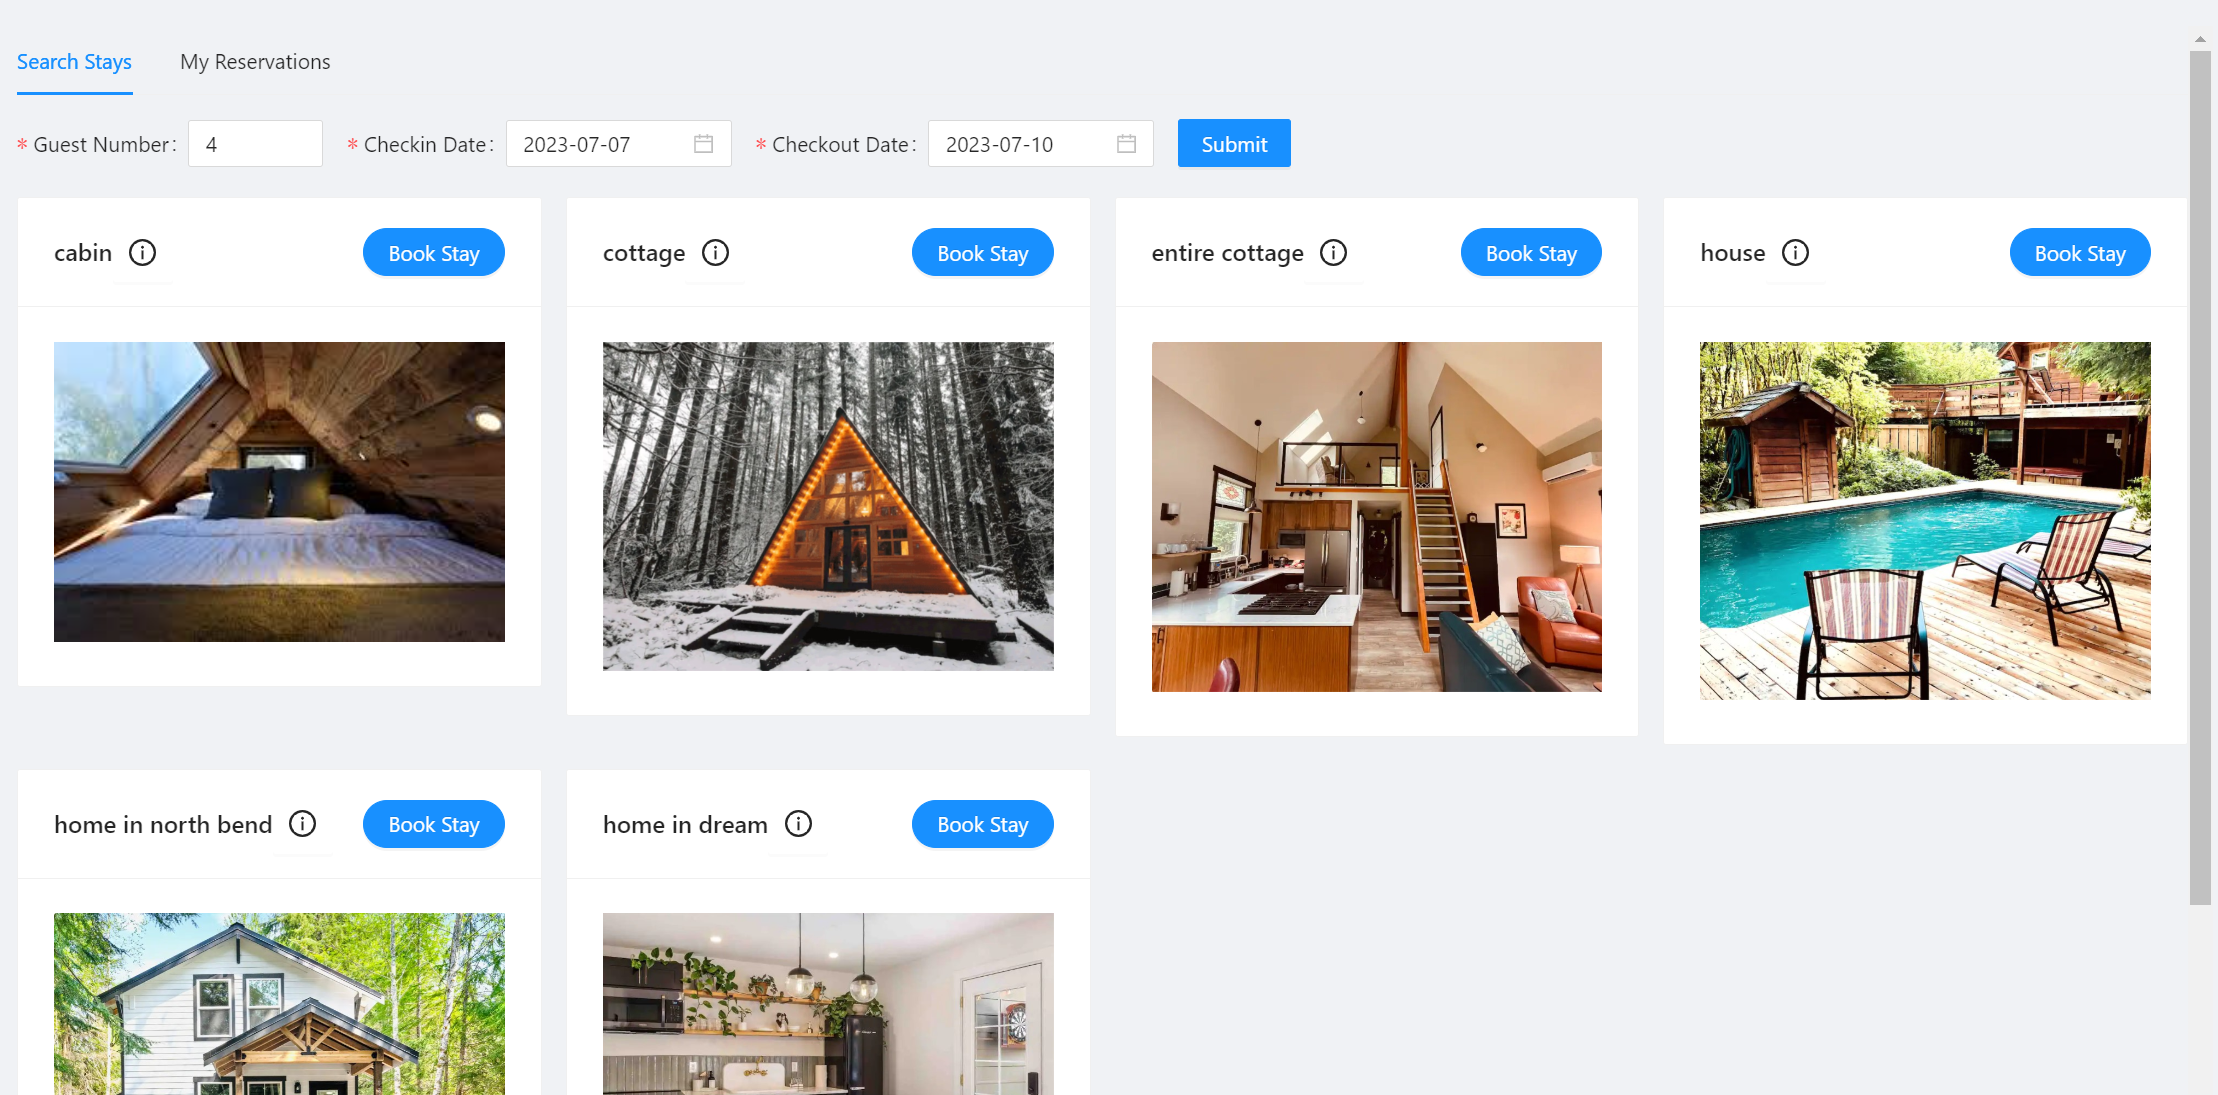 Search Stays My Reservations
* Guest Number: 4 * Checkin Date: 2023-07-07 * Checkout Date: 2023-07-10 Submit
cabin Book Stay cottage Book Stay entire cottage Book Stay house Book Stay
home in north bend Book Stay home in dream Book Stay